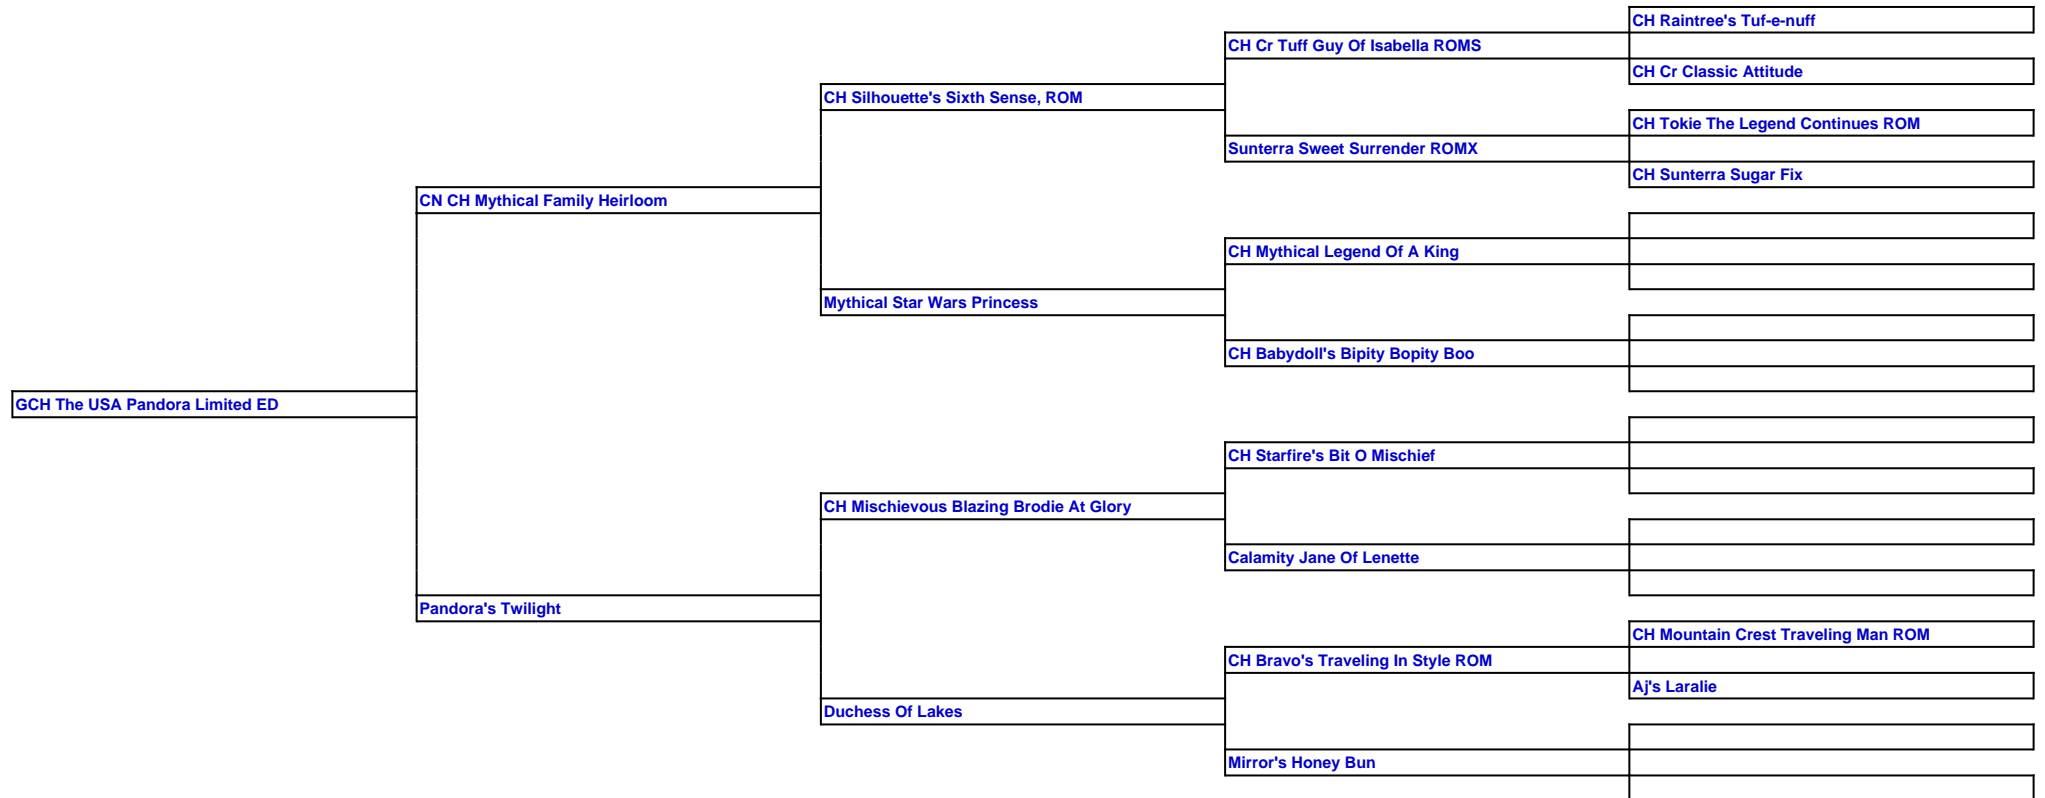 CH Raintree's Tuf-e-nuff
CH Cr Tuff Guy Of Isabella ROMS
CH Cr Classic Attitude
CH Silhouette's Sixth Sense, ROM
CH Tokie The Legend Continues ROM
Sunterra Sweet Surrender ROMX
CH Sunterra Sugar Fix
CN CH Mythical Family Heirloom
CH Mythical Legend Of A King
Mythical Star Wars Princess
CH Babydoll's Bipity Bopity Boo
GCH The USA Pandora Limited ED
CH Starfire's Bit O Mischief
CH Mischievous Blazing Brodie At Glory
Calamity Jane Of Lenette
Pandora's Twilight
CH Mountain Crest Traveling Man ROM
CH Bravo's Traveling In Style ROM
Aj's Laralie
Duchess Of Lakes
Mirror's Honey Bun